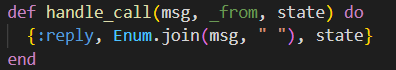 def handle_call(msg, _from, state) do
  {:reply, Enum.join(msg, " "), state}
end